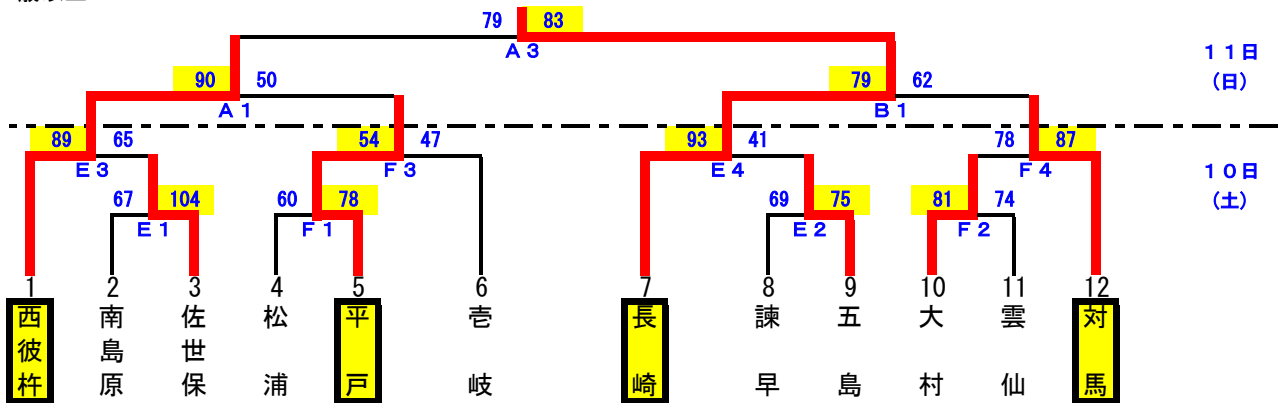 79 83
A3
11日
(日)
90 50
79 62
A1
B1
89 65
54 47
93 41
78 87
E3
F3
E4
F4
10日
(土)
67 104
60 78
69 75
81 74
E1
F1
E2
F2
1 2 3 4 5 6 7 8 9 10 11 12
西彼杵
南島原
佐世保
松浦
平戸
壱岐
長崎
諫早
五島
大村
雲仙
対馬